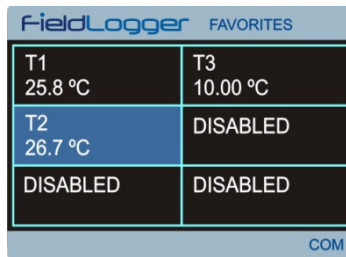 FieldLogger FAVORITES
T1 T3
25.8 ºC 10.00 ºC
T2 DISABLED
26.7 ºC
DISABLED DISABLED
COM